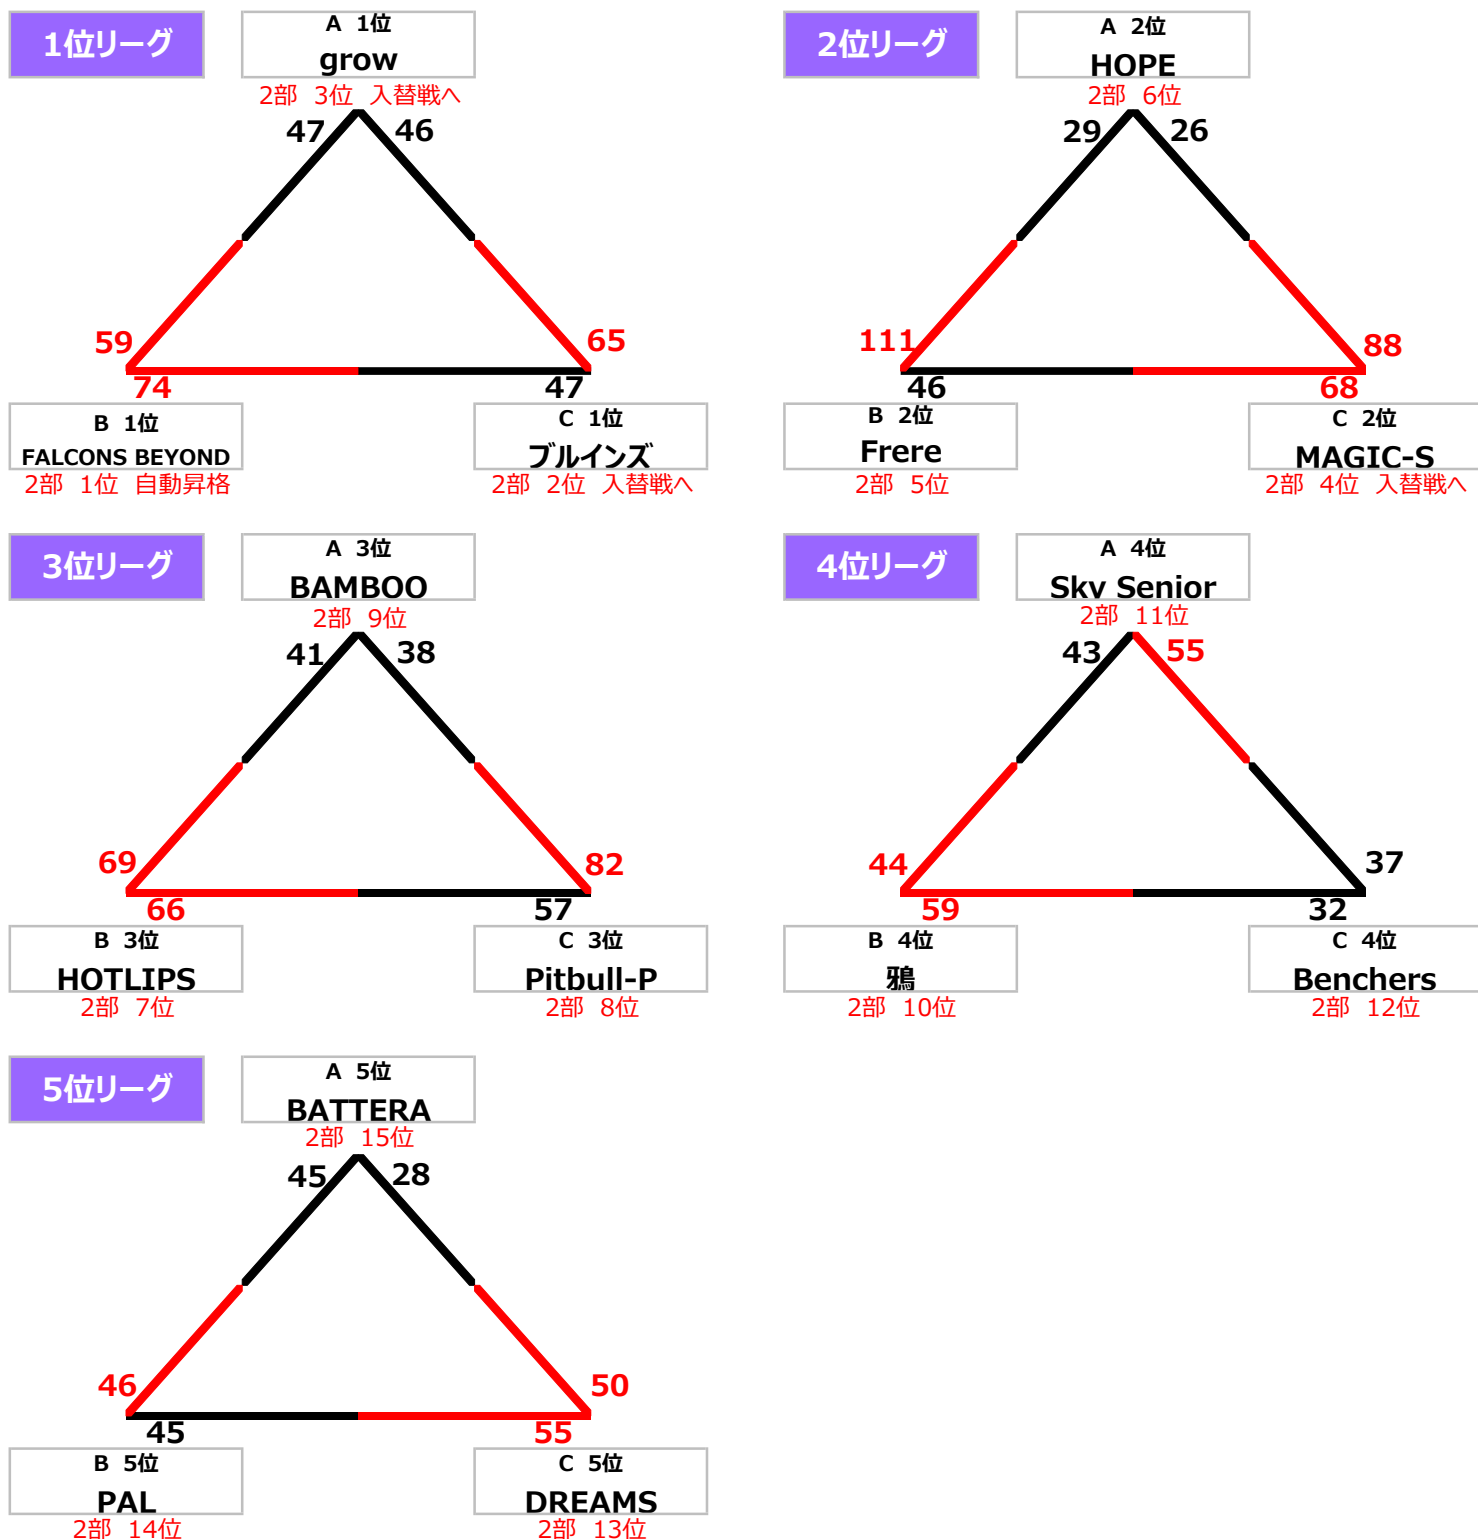 1位リーグ
A 1位
grow
2部 3位 入替戦へ
47 46
59 65
74 47
B 1位
FALCONS BEYOND
2部 1位 自動昇格
C 1位
ブルインズ
2部 2位 入替戦へ
2位リーグ
A 2位
HOPE
2部 6位
29 26
111 88
46 68
B 2位
Frere
2部 5位
C 2位
MAGIC-S
2部 4位 入替戦へ
3位リーグ
A 3位
BAMBOO
2部 9位
41 38
69 82
66 57
B 3位
HOTLIPS
2部 7位
C 3位
Pitbull-P
2部 8位
4位リーグ
A 4位
Sky Senior
2部 11位
43 55
44 37
59 32
B 4位
鴉
2部 10位
C 4位
Benchers
2部 12位
5位リーグ
A 5位
BATTERA
2部 15位
45 28
46 50
45 55
B 5位
PAL
2部 14位
C 5位
DREAMS
2部 13位